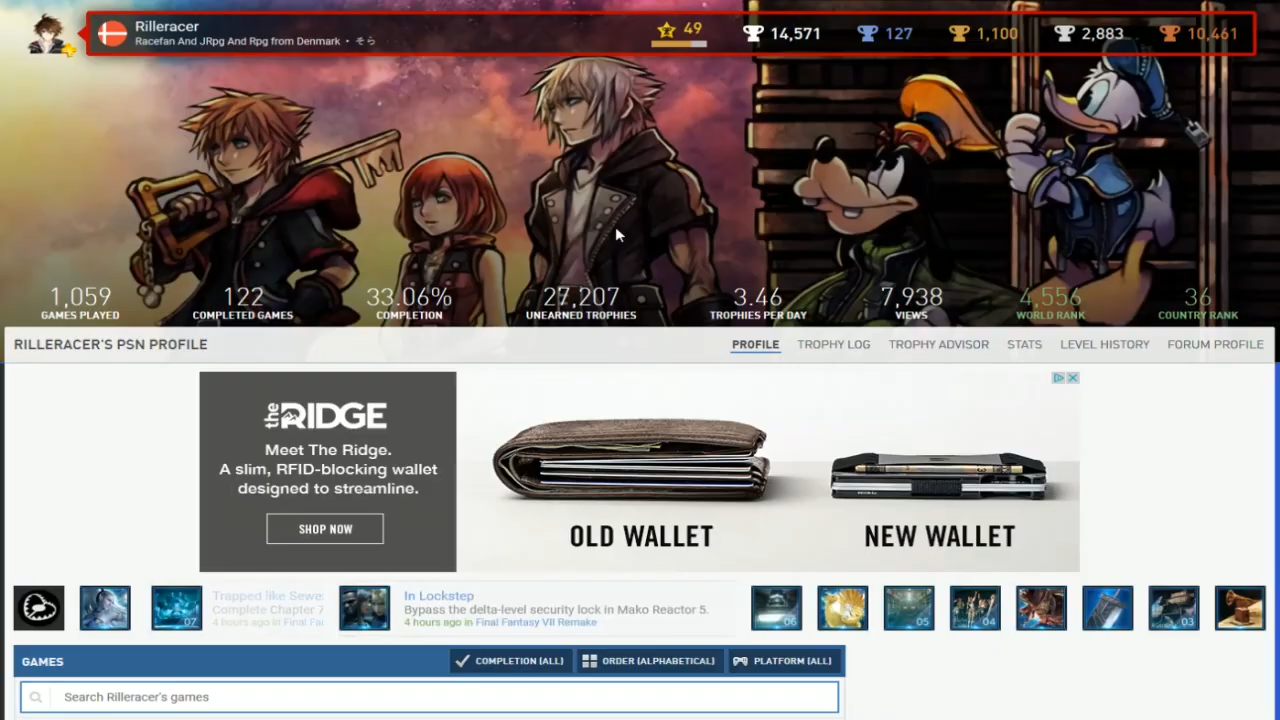 Rilleracer
Racefan And JRpg And Rpg from Denmark • そら
49
14,571
127
1,100
2,883
10,461
1,059
GAMES PLAYED
122
COMPLETED GAMES
33.06%
COMPLETION
27,207
UNEARNED TROPHIES
3.46
TROPHIES PER DAY
7,938
VIEWS
4,556
WORLD RANK
36
COUNTRY RANK
RILLERACER'S PSN PROFILE
PROFILE
TROPHY LOG
TROPHY ADVISOR
STATS
LEVEL HISTORY
FORUM PROFILE
the RIDGE
Meet The Ridge.
A slim, RFID-blocking wallet
designed to streamline.
SHOP NOW
OLD WALLET
NEW WALLET
07
Trapped like Sewe
Complete Chapter 7
4 hours ago in Final Fa
In Lockstep
Bypass the delta-level security lock in Mako Reactor 5.
4 hours ago in Final Fantasy VII Remake
06
05
04
03
GAMES
COMPLETION (ALL)
ORDER (ALPHABETICAL)
PLATFORM (ALL)
Search Rilleracer's games